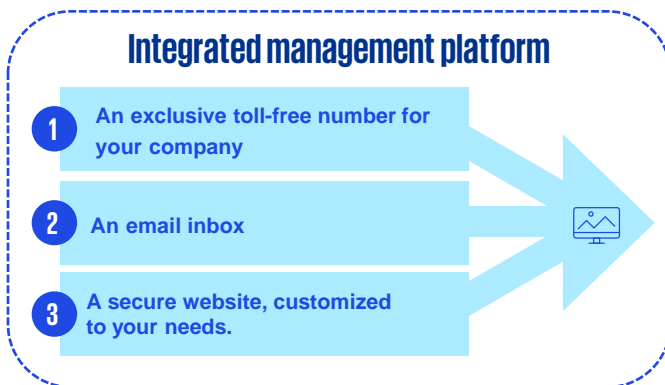 Integrated management platform
1
An exclusive toll-free number for
your company
2
An email inbox
3
A secure website, customized
to your needs.